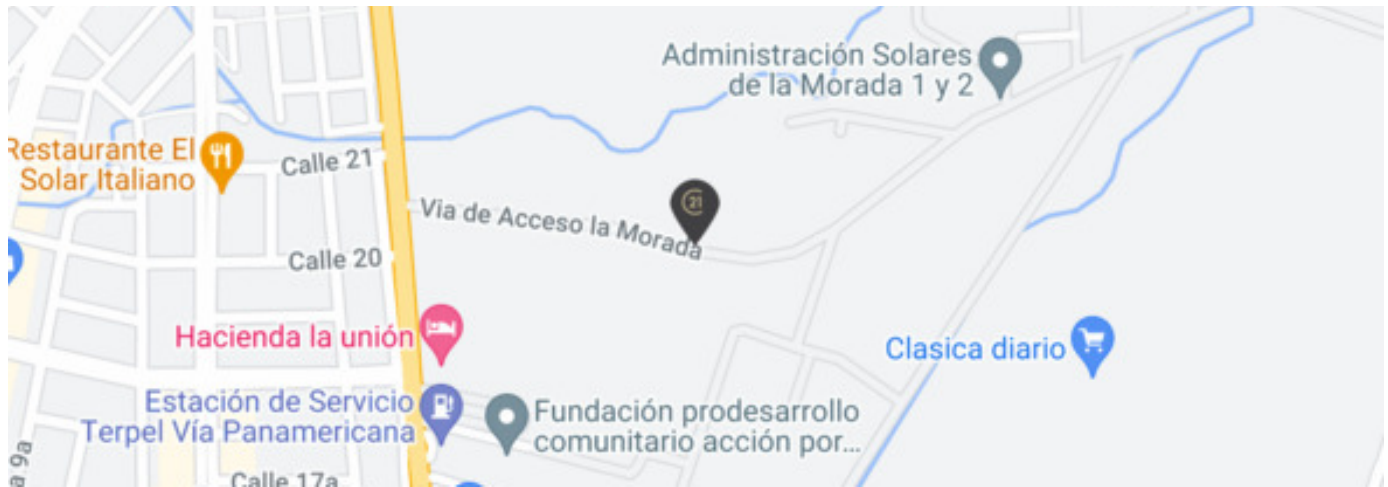 Administración Solares
de la Morada 1 y 2
Restaurante El
Solar Italiano
Calle 21
21
Via de Acceso la Morada
Calle 20
Hacienda la unión
Clasica diario
Estación de Servicio
Terpel Vía Panamericana
Fundación prodesarrollo
comunitario acción por...
a 9a
Calle 17a